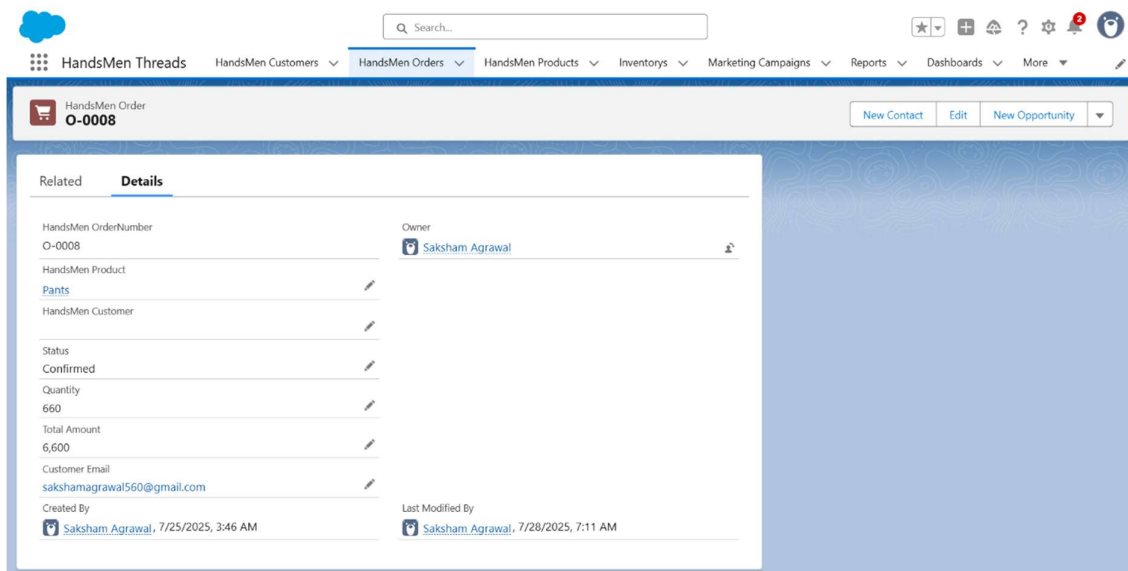 Search...
2
HandsMen Threads HandsMen Customers HandsMen Orders HandsMen Products Inventorys Marketing Campaigns Reports Dashboards More
HandsMen Order
O-0008
New Contact Edit New Opportunity
Related Details
HandsMen OrderNumber
O-0008
Owner
Saksham Agrawal
HandsMen Product
Pants
HandsMen Customer
Status
Confirmed
Quantity
660
Total Amount
6,600
Customer Email
sakshamagrawal560@gmail.com
Created By
Saksham Agrawal, 7/25/2025, 3:46 AM
Last Modified By
Saksham Agrawal, 7/28/2025, 7:11 AM